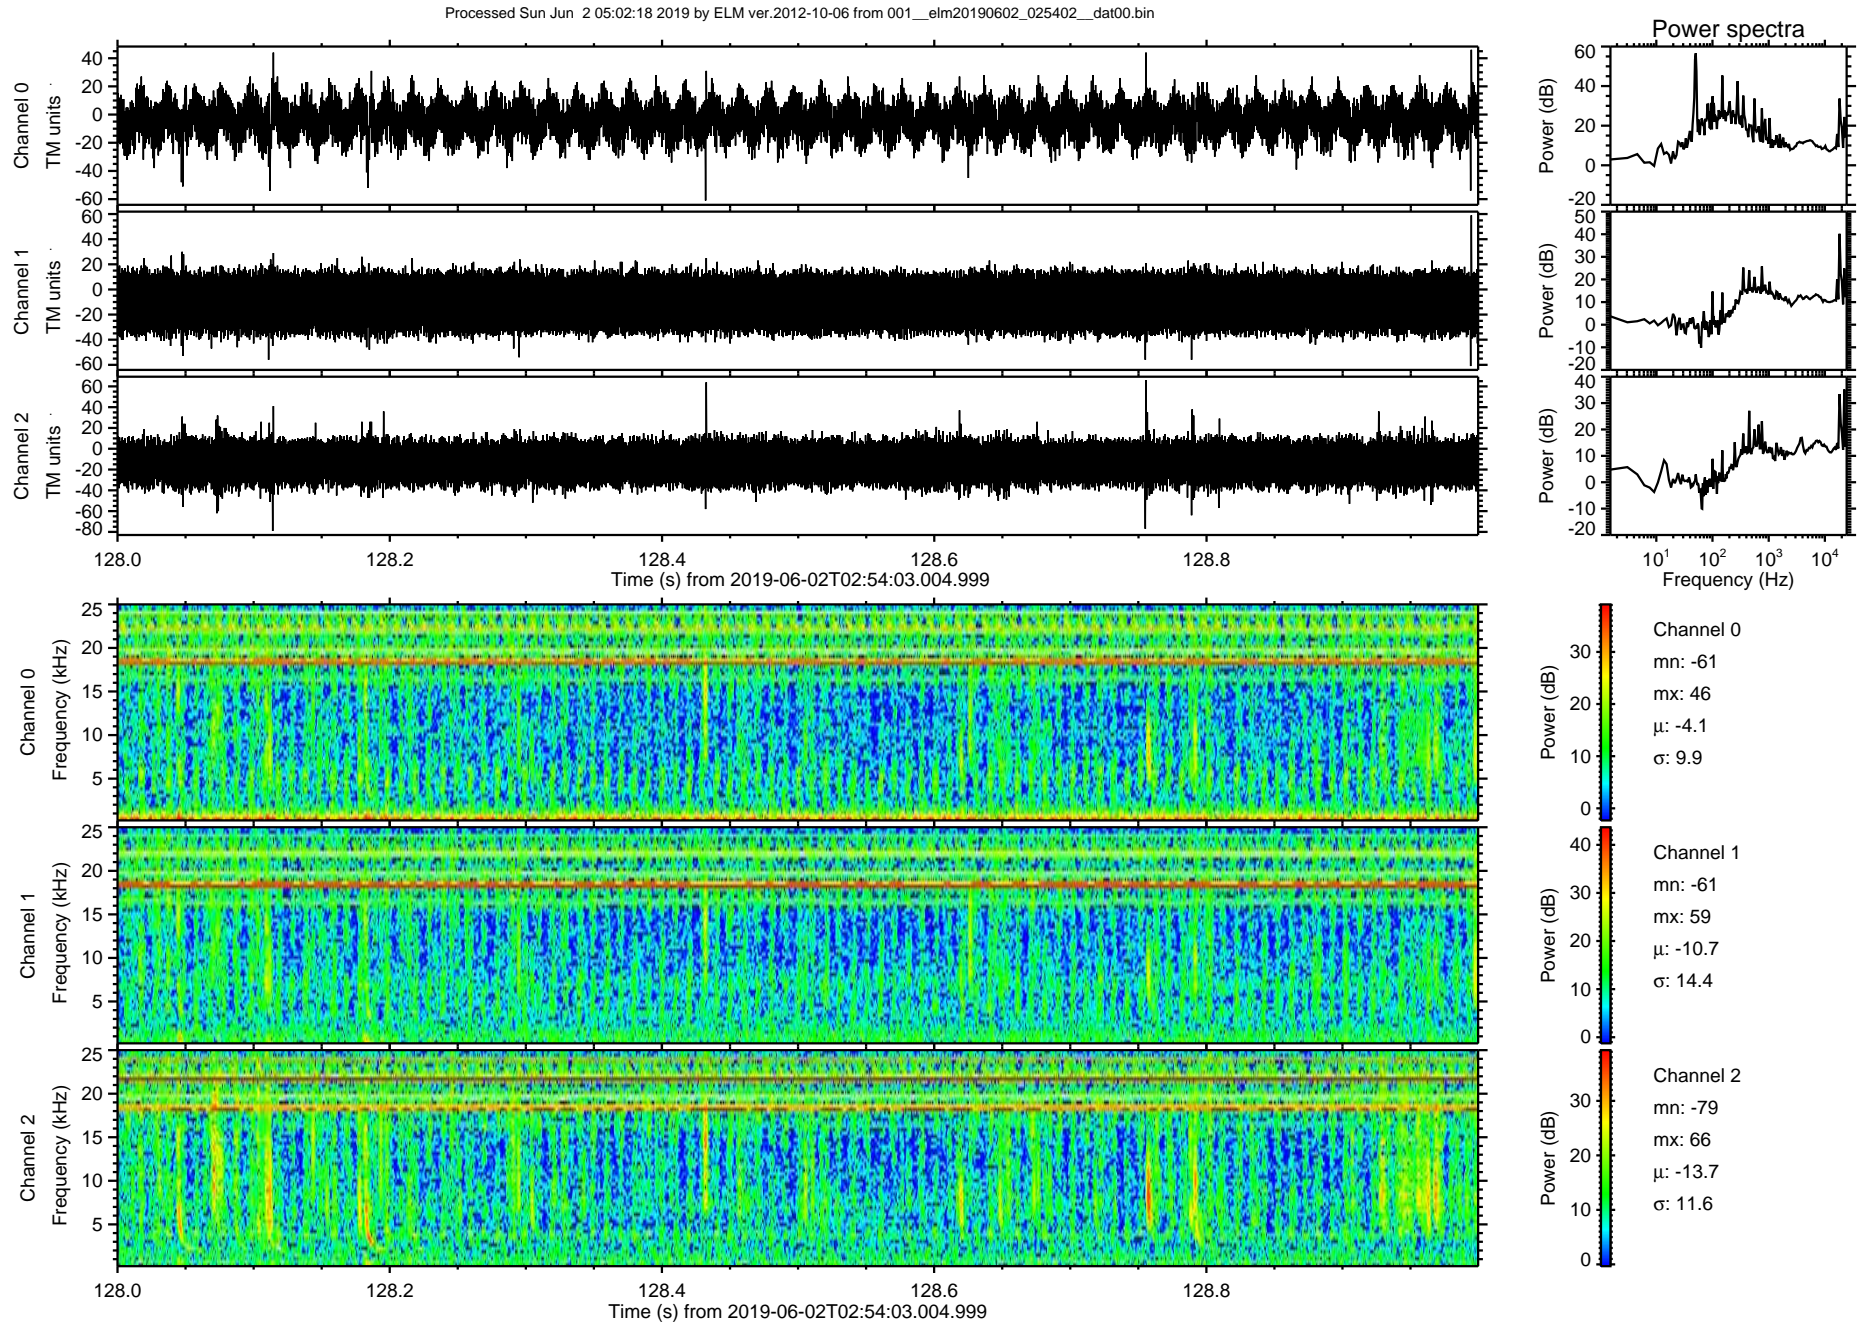 Processed Sun Jun  2 05:02:18 2019 by ELM ver.2012-10-06 from 001__elm20190602_025402__dat00.bin
Power spectra
Channel 0
TM units
40
20
0
-20
-40
-60
Power (dB)
60
40
20
0
-20
Channel 1
TM units
60
40
20
0
-20
-40
-60
Power (dB)
50
40
30
20
10
0
-10
-20
Channel 2
TM units
60
40
20
0
-20
-40
-60
-80
Power (dB)
40
30
20
10
0
-10
-20
128.0 128.2 128.4 128.6 128.8
Time (s) from 2019-06-02T02:54:03.004.999
10^1 10^2 10^3 10^4
Frequency (Hz)
Channel 0
Frequency (kHz)
25
20
15
10
5
Power (dB)
30
20
10
0
Channel 0
mn: -61
mx: 46
μ: -4.1
σ: 9.9
Channel 1
Frequency (kHz)
25
20
15
10
5
Power (dB)
40
30
20
10
0
Channel 1
mn: -61
mx: 59
μ: -10.7
σ: 14.4
Channel 2
Frequency (kHz)
25
20
15
10
5
Power (dB)
30
20
10
0
Channel 2
mn: -79
mx: 66
μ: -13.7
σ: 11.6
128.0 128.2 128.4 128.6 128.8
Time (s) from 2019-06-02T02:54:03.004.999